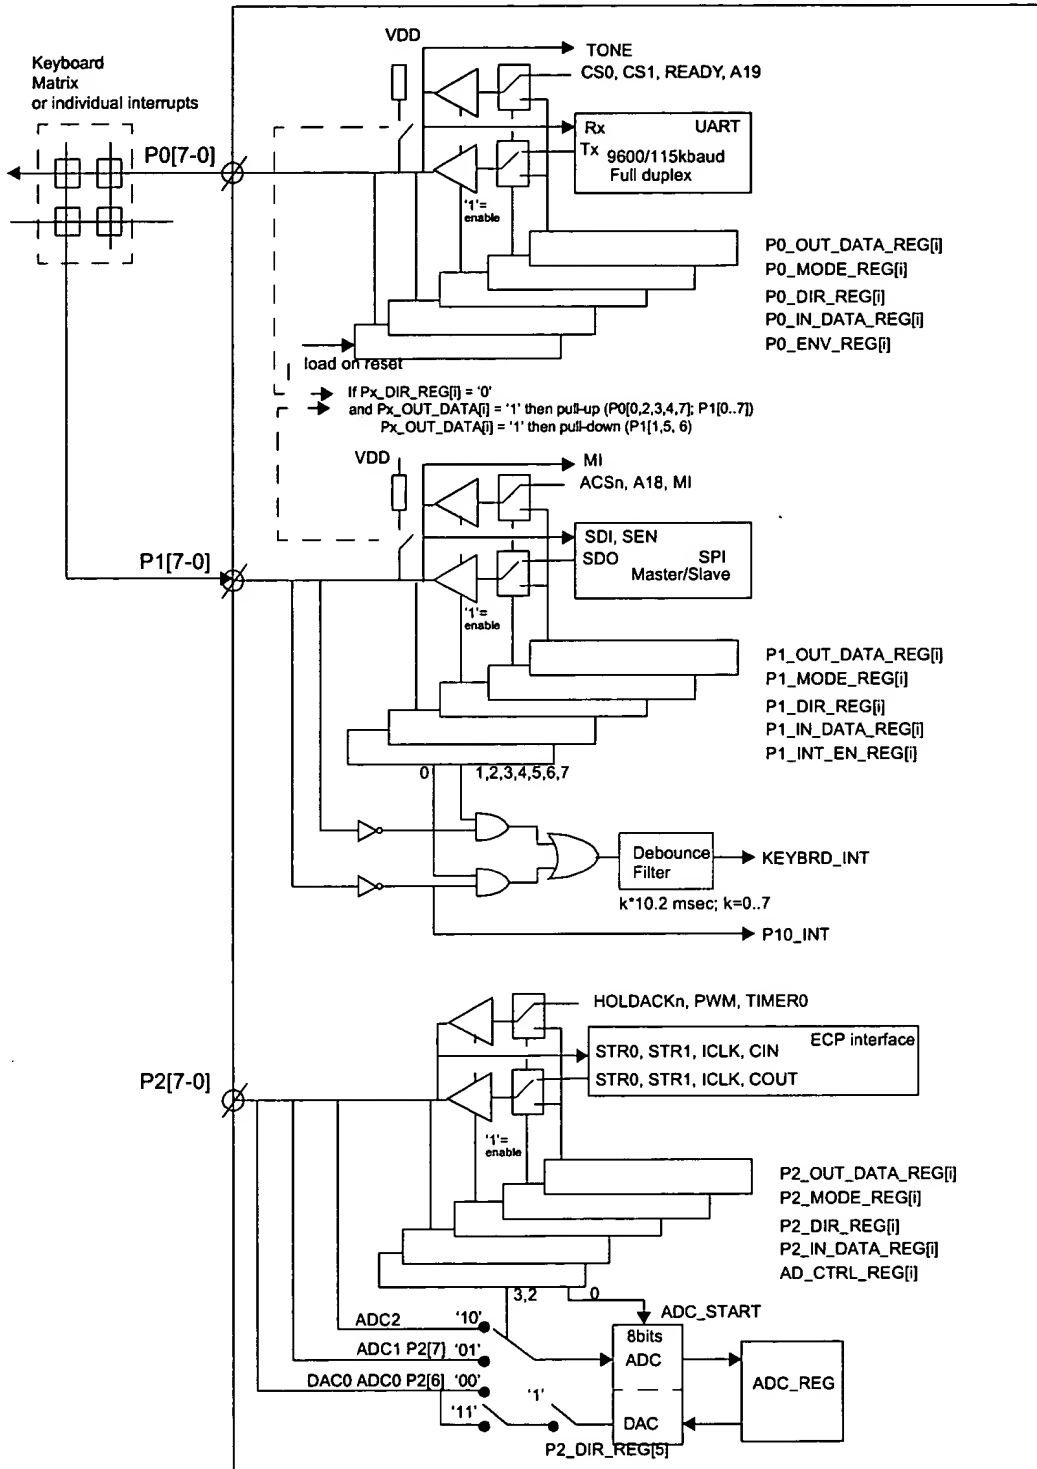 VDD
TONE
Keyboard
Matrix
or individual interrupts
CS0, CS1, READY, A19
P0[7-0]
Rx UART
Tx 9600/115kbaud
Full duplex
'1'=
enable
P0_OUT_DATA_REG[i]
P0_MODE_REG[i]
P0_DIR_REG[i]
P0_IN_DATA_REG[i]
P0_ENV_REG[i]
load on reset
If Px_DIR_REG[i] = '0'
and Px_OUT_DATA[i] = '1' then pull-up (P0[0,2,3,4,7]; P1[0..7])
Px_OUT_DATA[i] = '1' then pull-down (P1[1,5, 6)
VDD
MI
ACSn, A18, MI
P1[7-0]
SDI, SEN
SDO SPI
Master/Slave
'1'=
enable
P1_OUT_DATA_REG[i]
P1_MODE_REG[i]
P1_DIR_REG[i]
P1_IN_DATA_REG[i]
P1_INT_EN_REG[i]
0 1,2,3,4,5,6,7
Debounce
Filter
KEYBRD_INT
k*10.2 msec; k=0..7
P10_INT
HOLDACKn, PWM, TIMER0
ECP interface
STR0, STR1, ICLK, CIN
STR0, STR1, ICLK, COUT
P2[7-0]
'1'=
enable
P2_OUT_DATA_REG[i]
P2_MODE_REG[i]
P2_DIR_REG[i]
P2_IN_DATA_REG[i]
AD_CTRL_REG[i]
3,2 0
ADC_START
ADC2 '10'
8bits
ADC
ADC1 P2[7] '01'
DAC0 ADC0 P2[6] '00'
ADC_REG
'11' '1'
DAC
P2_DIR_REG[5]